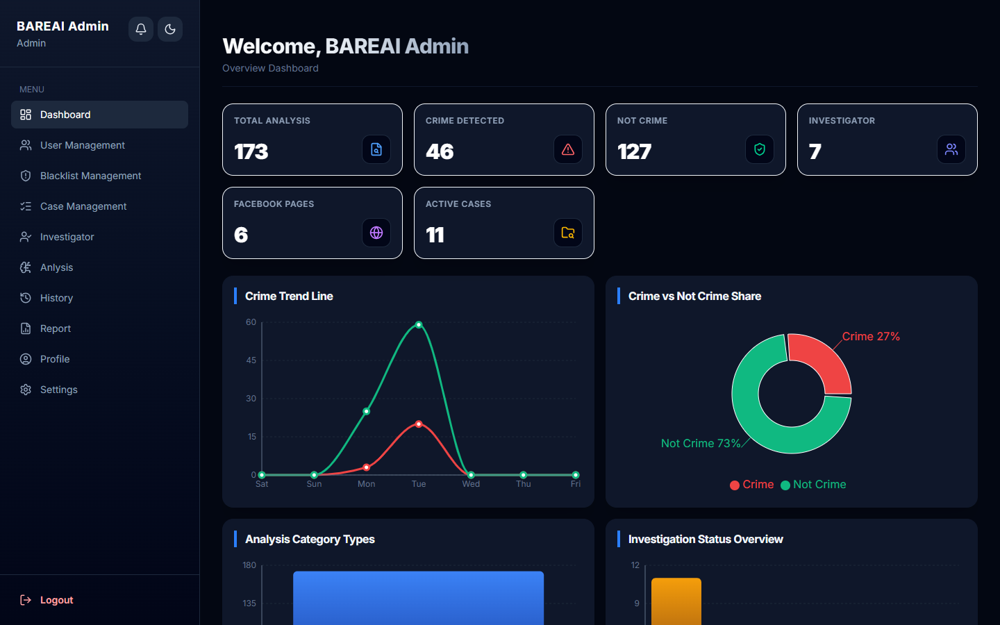 BAREAI Admin
Admin
MENU
Dashboard
User Management
Blacklist Management
Case Management
Investigator
Anlysis
History
Report
Profile
Settings
Logout
Welcome, BAREAI Admin
Overview Dashboard
TOTAL ANALYSIS
173
CRIME DETECTED
46
NOT CRIME
127
INVESTIGATOR
7
FACEBOOK PAGES
6
ACTIVE CASES
11
Crime Trend Line
60
45
30
15
0
Sat Sun Mon Tue Wed Thu Fri
Crime vs Not Crime Share
Crime 27%
Not Crime 73%
Crime Not Crime
Analysis Category Types
180
135
Investigation Status Overview
12
9